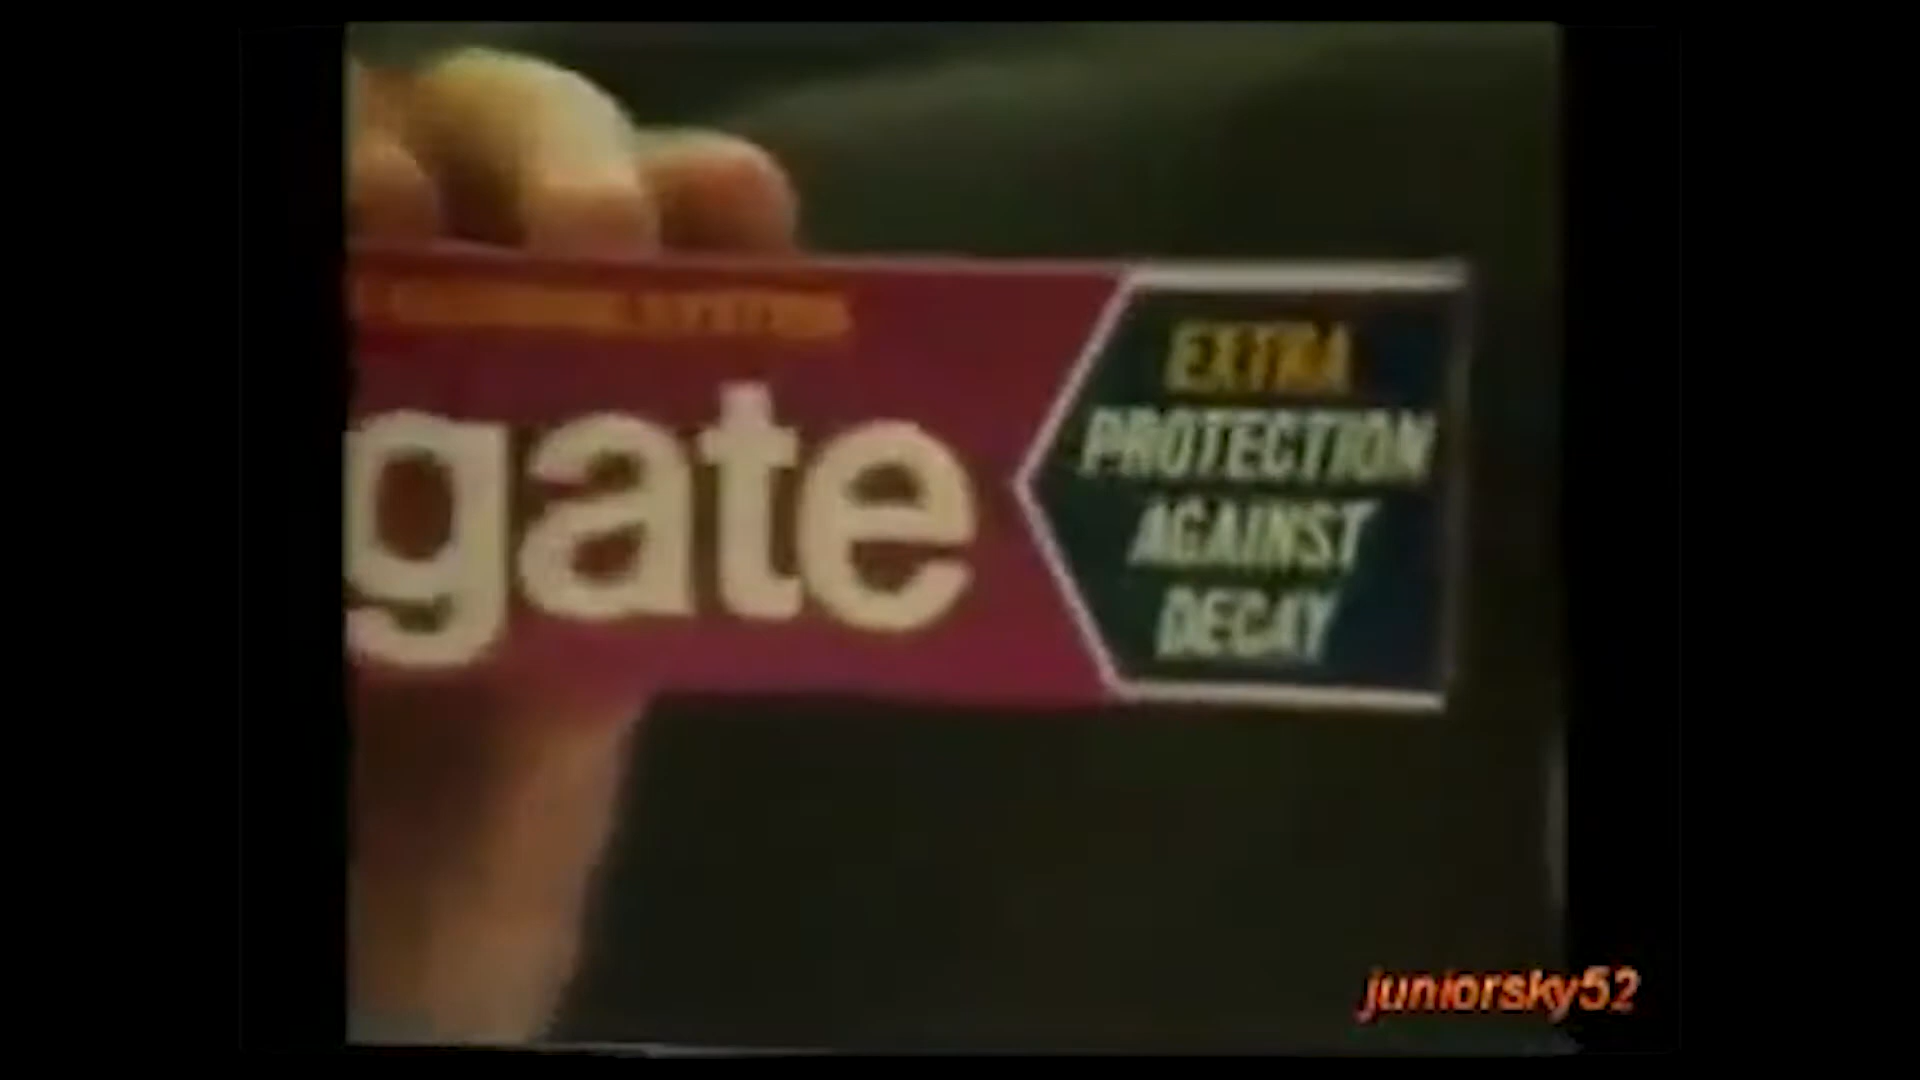 gate
EXTRA
PROTECTION
AGAINST
DECAY
juniorsky52